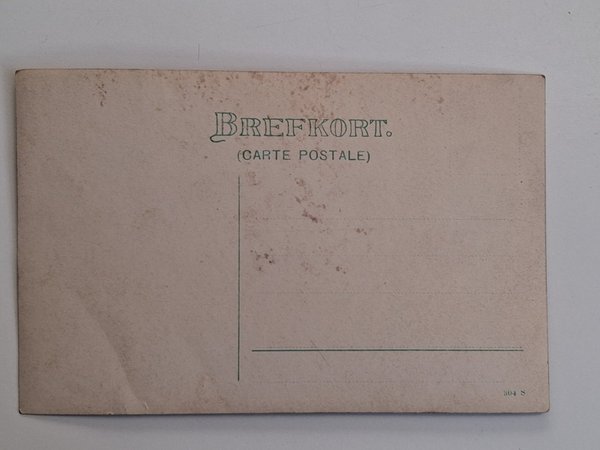 BREFKORT.
(CARTE POSTALE)
304 S